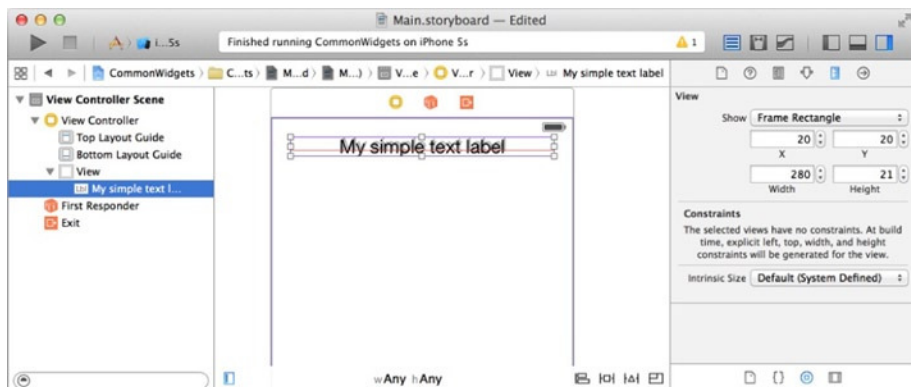 Main.storyboard — Edited
i...5s
Finished running CommonWidgets on iPhone 5s
1
CommonWidgets
C...ts
M...d
M...)
V...e
V...r
View
Lbl My simple text label
View Controller Scene
View Controller
Top Layout Guide
Bottom Layout Guide
View
Lbl My simple text l...
First Responder
Exit
My simple text label
wAny hAny
View
Show Frame Rectangle
20 20
X Y
280 21
Width Height
Constraints
The selected views have no constraints. At build
time, explicit left, top, width, and height
constraints will be generated for the view.
Intrinsic Size Default (System Defined)
{}